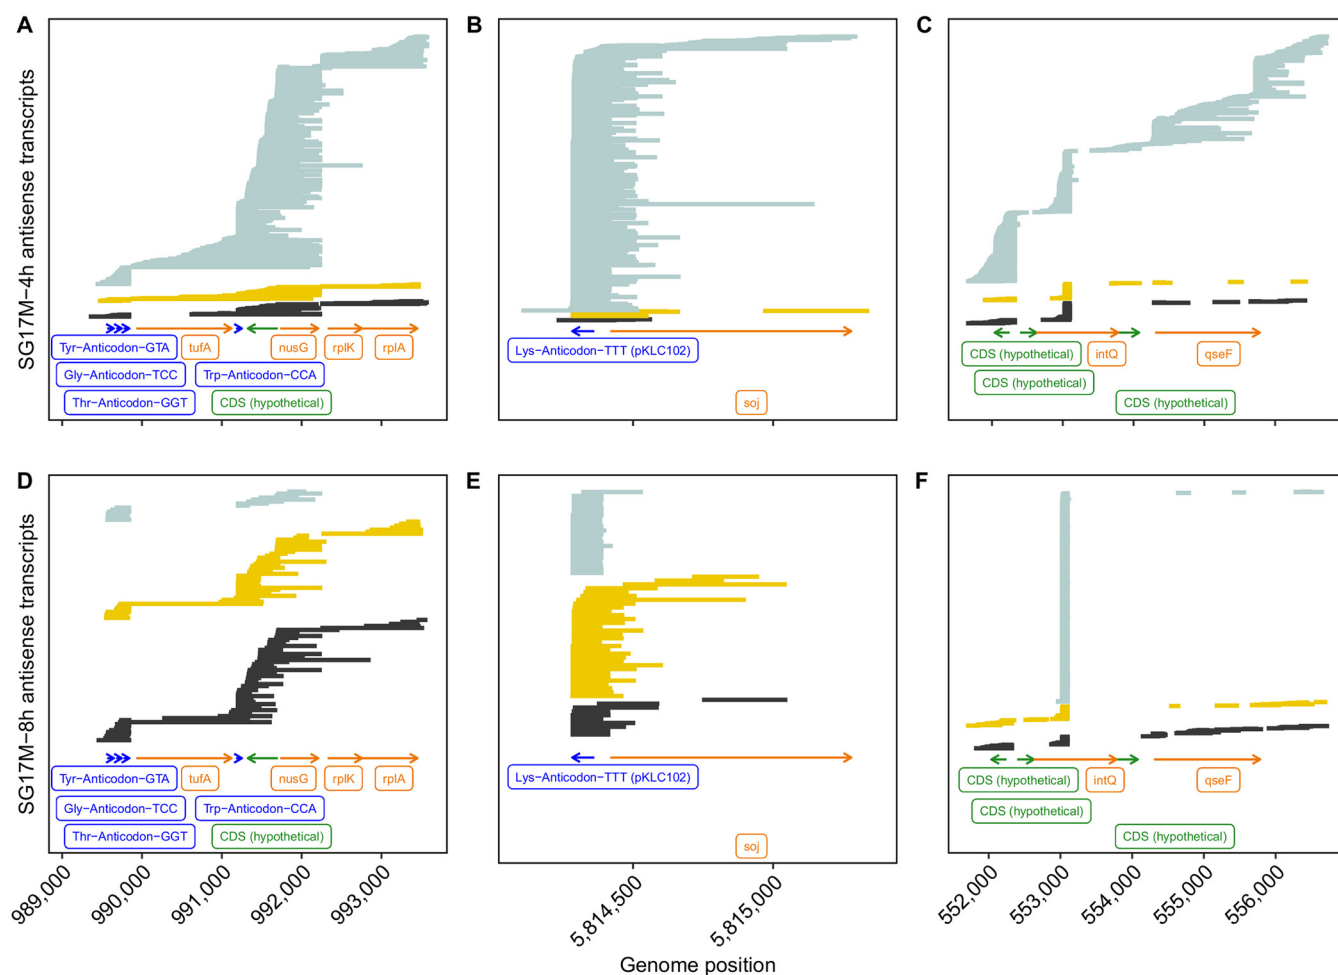 A
B
C
SG17M−4h antisense transcripts
Tyr−Anticodon−GTA
tufA
nusG
rplK
rplA
Gly−Anticodon−TCC
Trp−Anticodon−CCA
Thr−Anticodon−GGT
CDS (hypothetical)
Lys−Anticodon−TTT (pKLC102)
soj
CDS (hypothetical)
intQ
qseF
CDS (hypothetical)
CDS (hypothetical)
D
E
F
SG17M−8h antisense transcripts
Tyr−Anticodon−GTA
tufA
nusG
rplK
rplA
Gly−Anticodon−TCC
Trp−Anticodon−CCA
Thr−Anticodon−GGT
CDS (hypothetical)
Lys−Anticodon−TTT (pKLC102)
soj
CDS (hypothetical)
intQ
qseF
CDS (hypothetical)
CDS (hypothetical)
989,000
990,000
991,000
992,000
993,000
5,814,500
5,815,000
552,000
553,000
554,000
555,000
556,000
Genome position